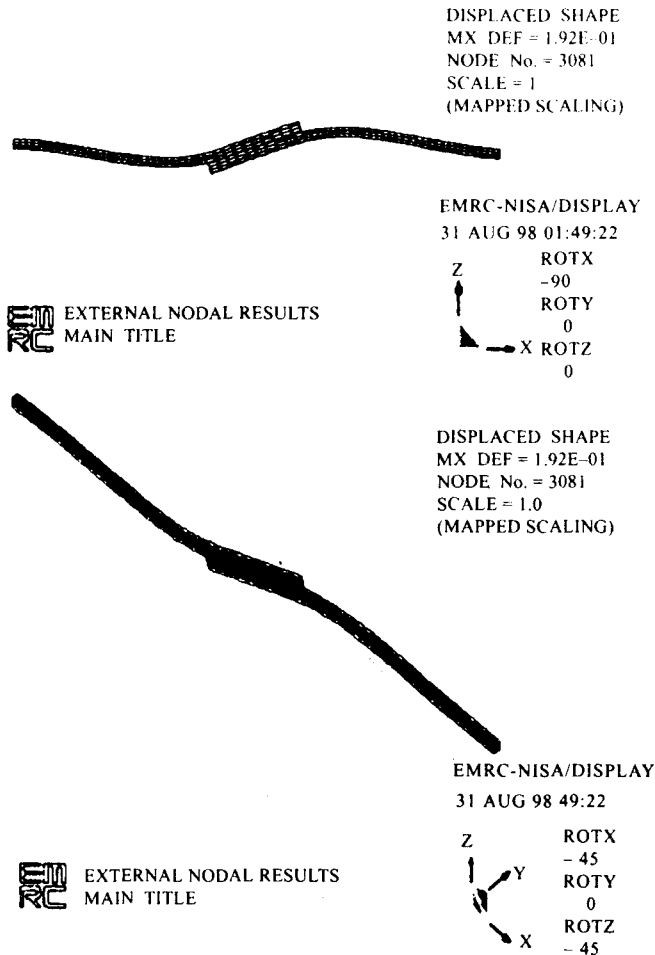 DISPLACED SHAPE
MX DEF = 1.92E-01
NODE No. = 3081
SCALE = 1
(MAPPED SCALING)
EMRC-NISA/DISPLAY
31 AUG 98 01:49:22
ROTX
Z
-90
ROTY
0
X ROTZ
0
EMRC EXTERNAL NODAL RESULTS
MAIN TITLE
DISPLACED SHAPE
MX DEF = 1.92E-01
NODE No. = 3081
SCALE = 1.0
(MAPPED SCALING)
EMRC-NISA/DISPLAY
31 AUG 98 49:22
Z
ROTX
- 45
Y
ROTY
0
ROTZ
X
- 45
EMRC EXTERNAL NODAL RESULTS
MAIN TITLE